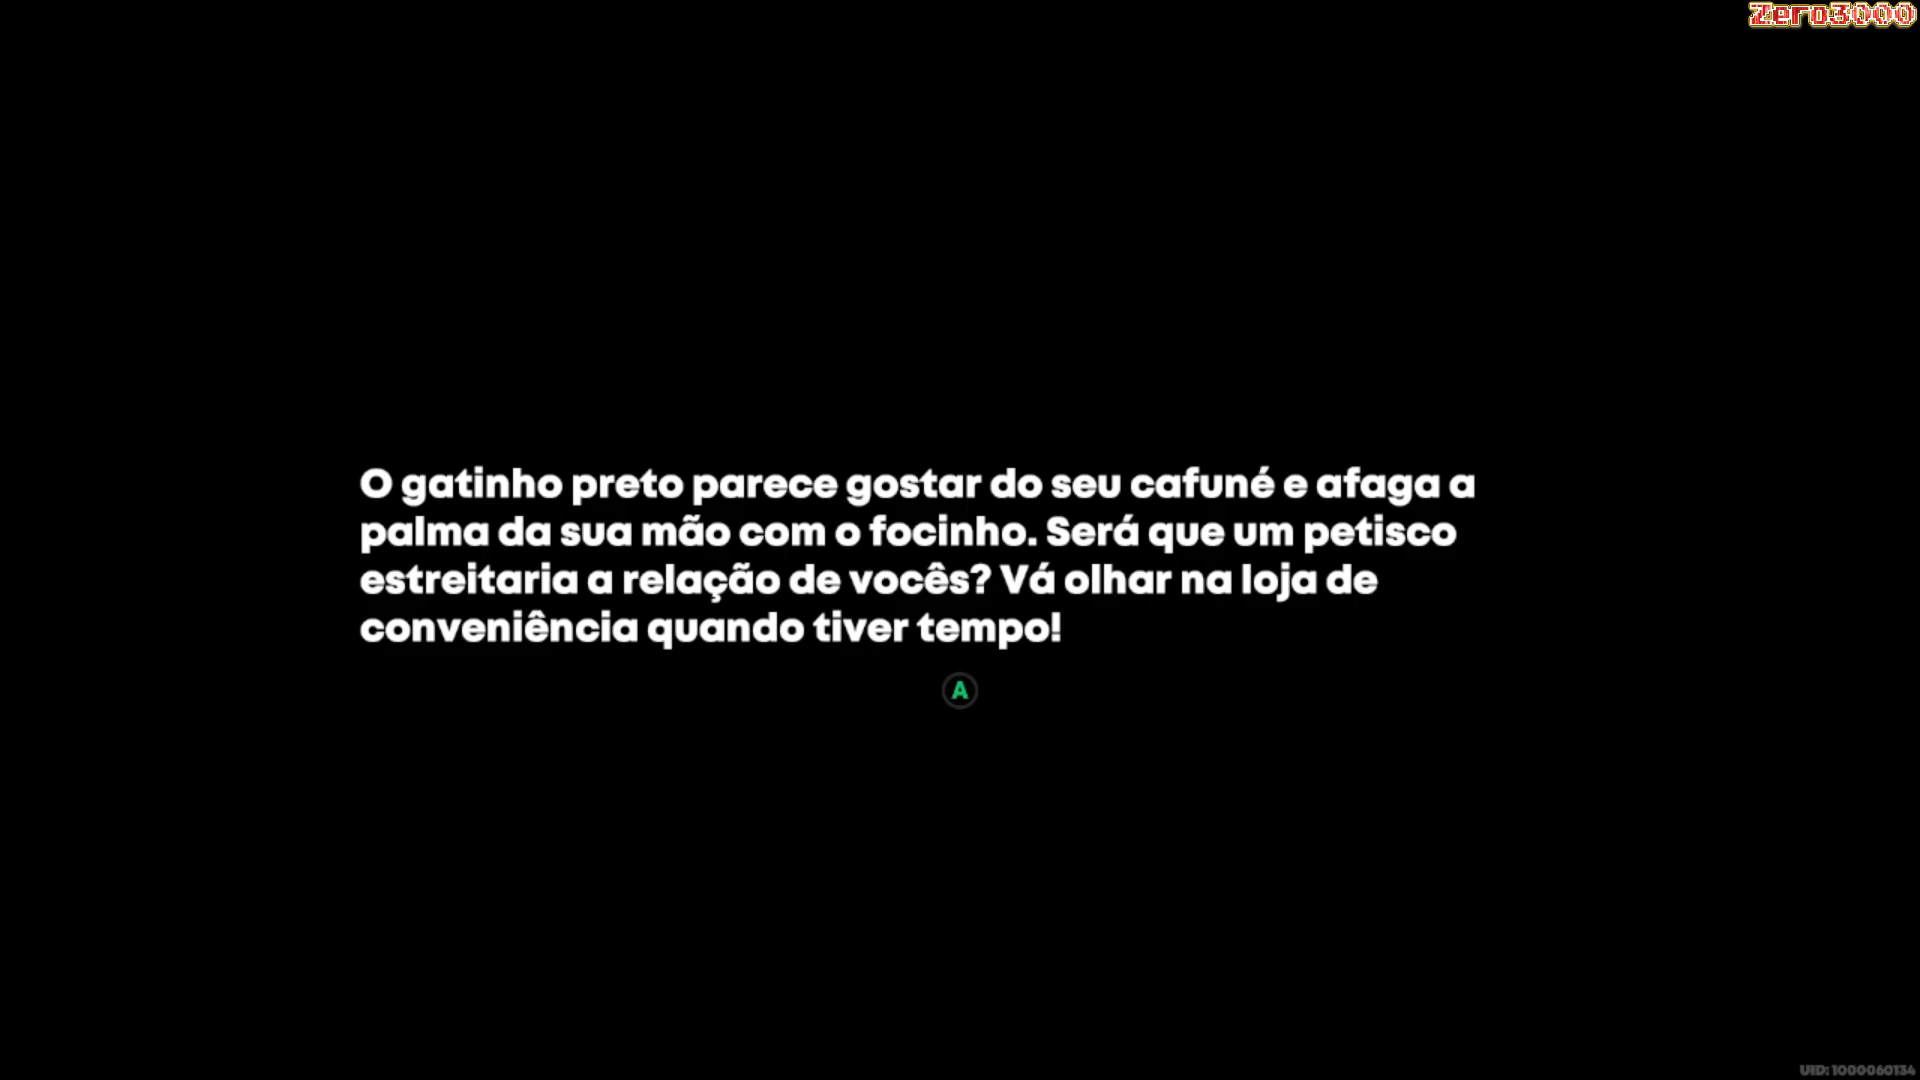 Zero3000
O gatinho preto parece gostar do seu cafuné e afaga a
palma da sua mão com o focinho. Será que um petisco
estreitaria a relação de vocês? Vá olhar na loja de
conveniência quando tiver tempo!
A
UID: 1000060134